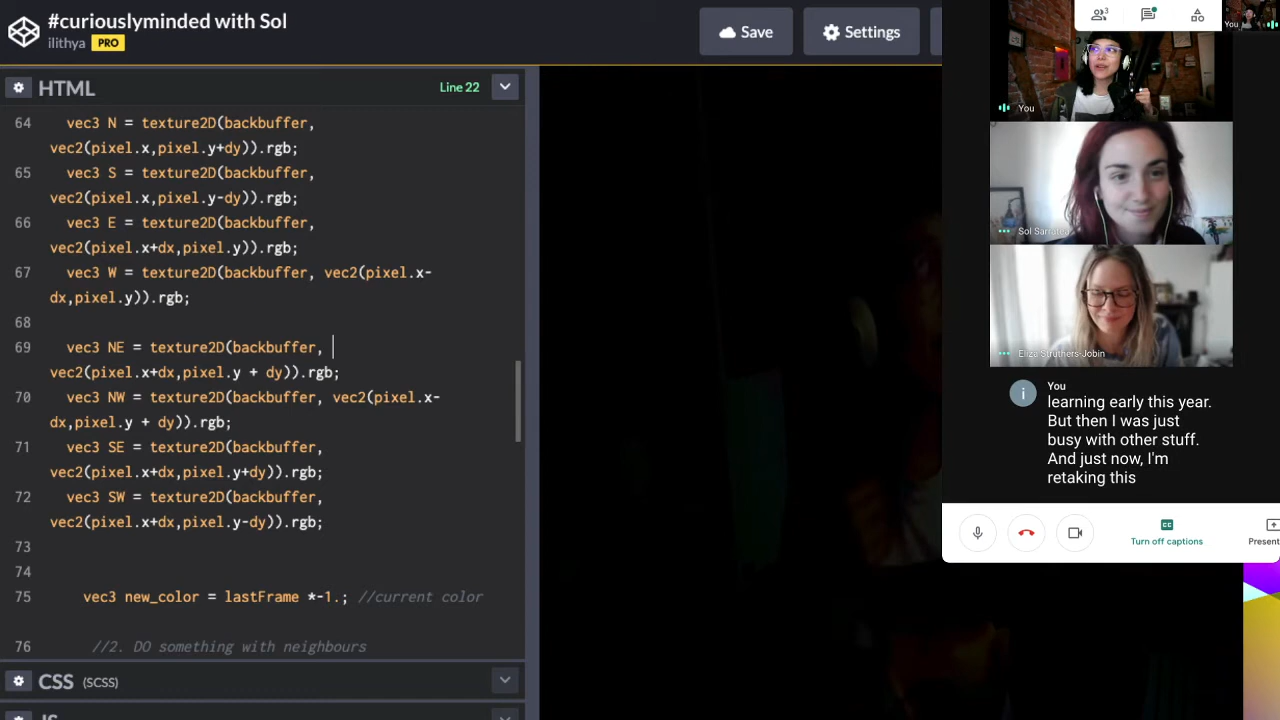 #curiouslyminded with Sol
ilithya PRO
Save
Settings
HTML
Line 22
64 vec3 N = texture2D(backbuffer,
vec2(pixel.x,pixel.y+dy)).rgb;
65 vec3 S = texture2D(backbuffer,
vec2(pixel.x,pixel.y-dy)).rgb;
66 vec3 E = texture2D(backbuffer,
vec2(pixel.x+dx,pixel.y)).rgb;
67 vec3 W = texture2D(backbuffer, vec2(pixel.x-
dx,pixel.y)).rgb;
68
69 vec3 NE = texture2D(backbuffer,
vec2(pixel.x+dx,pixel.y + dy)).rgb;
70 vec3 NW = texture2D(backbuffer, vec2(pixel.x-
dx,pixel.y + dy)).rgb;
71 vec3 SE = texture2D(backbuffer,
vec2(pixel.x+dx,pixel.y+dy)).rgb;
72 vec3 SW = texture2D(backbuffer,
vec2(pixel.x+dx,pixel.y-dy)).rgb;
73
74
75 vec3 new_color = lastFrame *-1.; //current color
76 //2. DO something with neighbours
CSS (SCSS)
JS
3
You
You
Sol Sarratea
Eliza Struthers-Jobin
i
You
learning early this year.
But then I was just
busy with other stuff.
And just now, I'm
retaking this
Turn off captions
Present